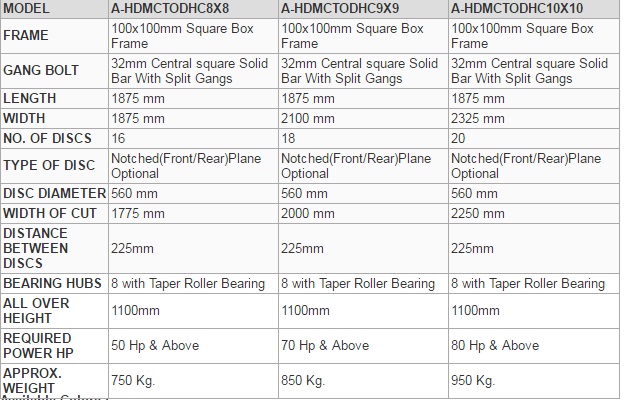 MODEL A-HDMCTODHC8X8 A-HDMCTODHC9X9 A-HDMCTODHC10X10
FRAME 100x100mm Square Box Frame 100x100mm Square Box Frame 100x100mm Square Box Frame
GANG BOLT 32mm Central square Solid Bar With Split Gangs 32mm Central square Solid Bar With Split Gangs 32mm Central square Solid Bar With Split Gangs
LENGTH 1875 mm 1875 mm 1875 mm
WIDTH 1875 mm 2100 mm 2325 mm
NO. OF DISCS 16 18 20
TYPE OF DISC Notched(Front/Rear)Plane Optional Notched(Front/Rear)Plane Optional Notched(Front/Rear)Plane Optional
DISC DIAMETER 560 mm 560 mm 560 mm
WIDTH OF CUT 1775 mm 2000 mm 2250 mm
DISTANCE BETWEEN DISCS 225mm 225mm 225mm
BEARING HUBS 8 with Taper Roller Bearing 8 with Taper Roller Bearing 8 with Taper Roller Bearing
ALL OVER HEIGHT 1100mm 1100mm 1100mm
REQUIRED POWER HP 50 Hp & Above 70 Hp & Above 80 Hp & Above
APPROX. WEIGHT 750 Kg. 850 Kg. 950 Kg.